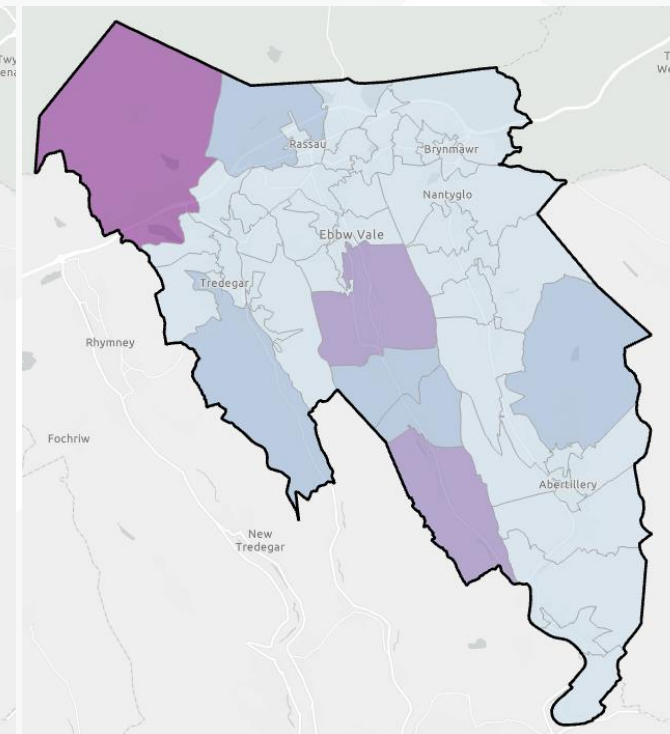 Rassau
Brynmawr
Nantyglo
Ebbw Vale
Tredegar
Rhymney
Fochriw
Abertillery
New
Tredegar